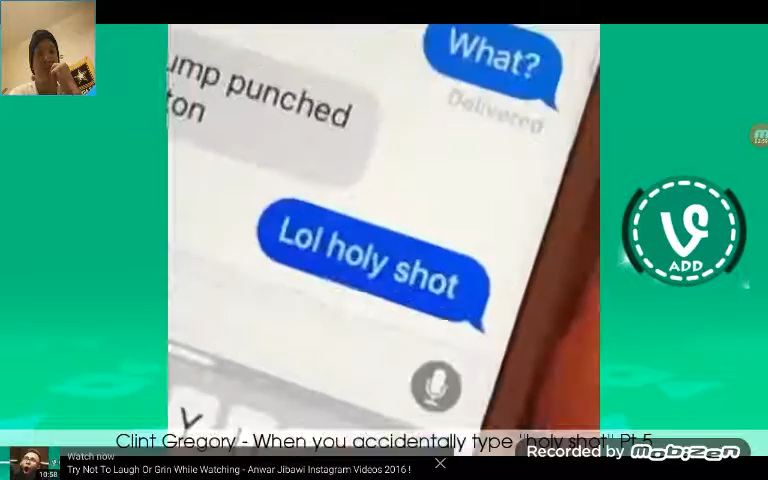 What?
Delivered
ump punched
ton
Lol holy shot
ADD
Y
Clint Gregory - When you accidentally type "holy shot" Pt 5
Recorded by mobizen
Watch now
Try Not To Laugh Or Grin While Watching - Anwar Jibawi Instagram Videos 2016 !
10:58